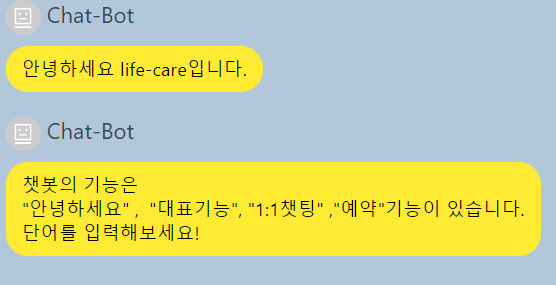 Chat-Bot
안녕하세요 life-care입니다.
Chat-Bot
챗봇의 기능은
"안녕하세요" ,  "대표기능", "1:1챗팅" ,"예약"기능이 있습니다.
단어를 입력해보세요!